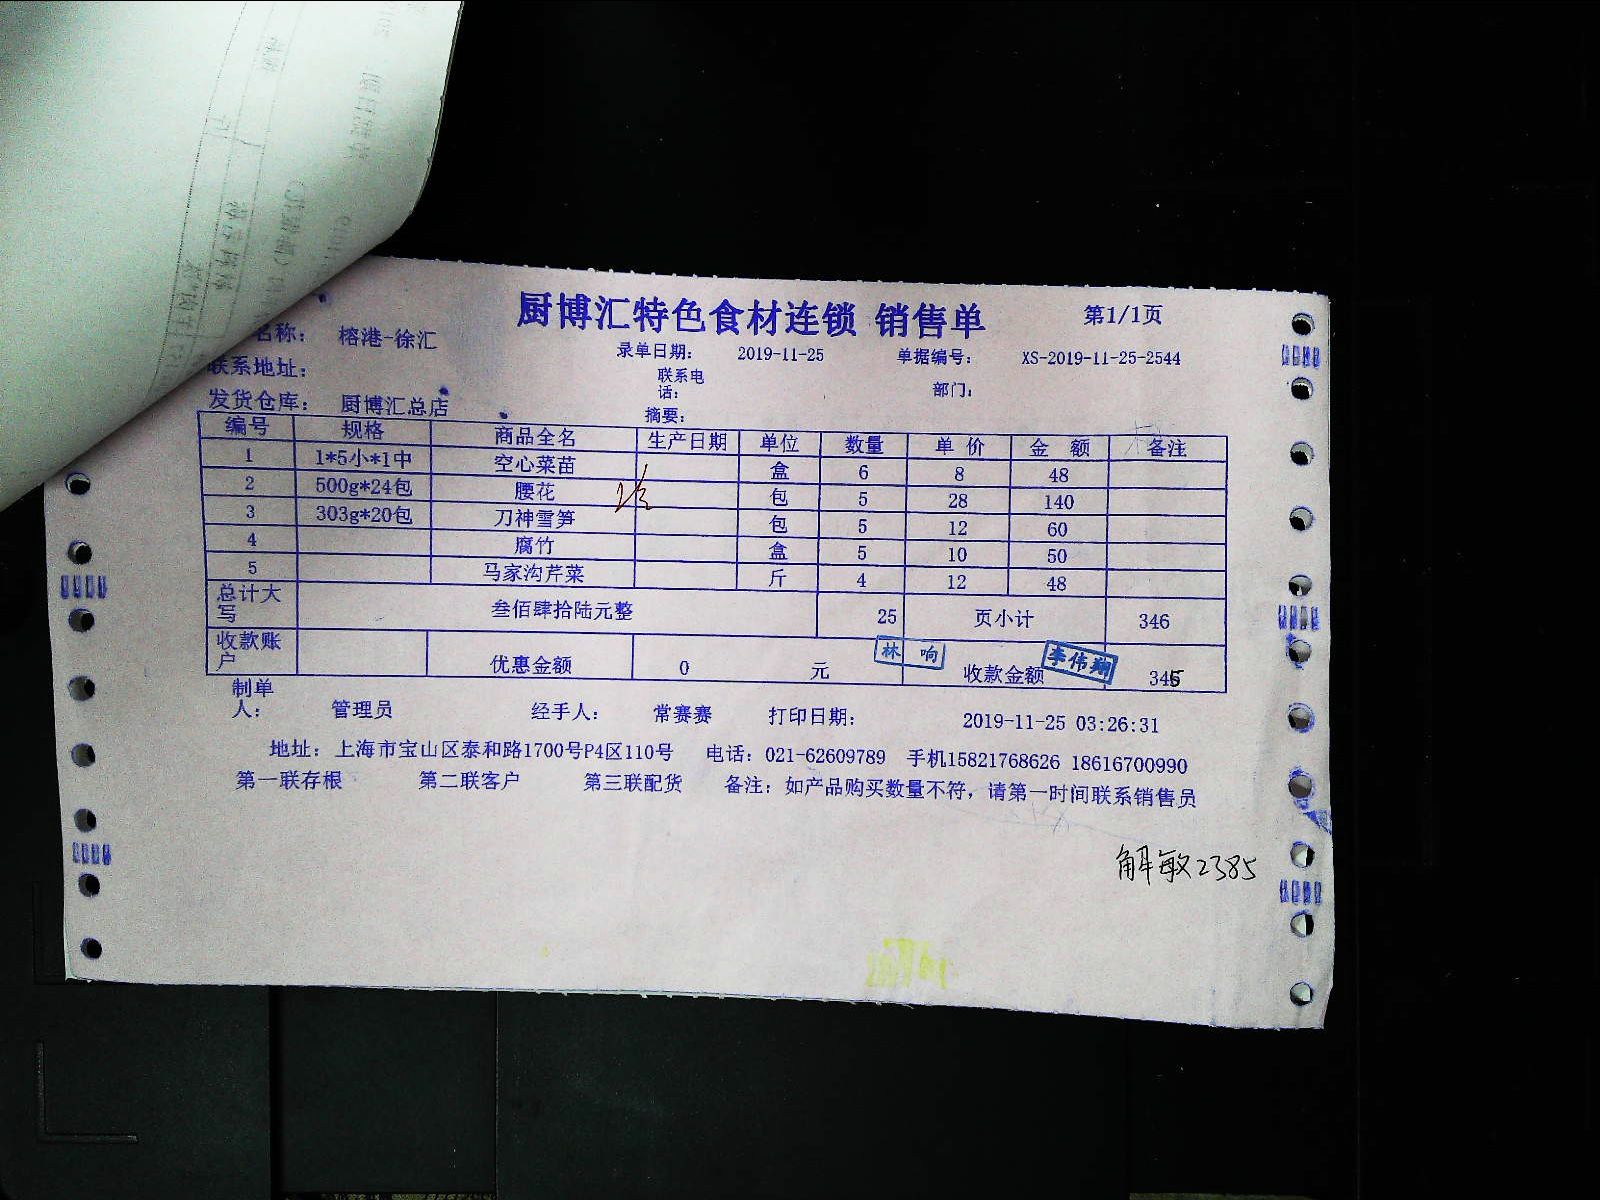 厨博汇特色食材连锁 销售单
第1/1页
名称： 榕港-徐汇
录单日期： 2019-11-25 单据编号： XS-2019-11-25-2544
联系地址： 联系电话： 部门：
发货仓库： 厨博汇总店 摘要：
编号 规格 商品全名 生产日期 单位 数量 单价 金额 备注
1 1*5小*1中 空心菜苗 盒 6 8 48
2 500g*24包 腰花 包 5 28 140
3 303g*20包 刀神雪笋 包 5 12 60
4 腐竹 盒 5 10 50
5 马家沟芹菜 斤 4 12 48
总计大写 叁佰肆拾陆元整 25 页小计 346
林响 李伟翔
收款账户 优惠金额 0 元 收款金额 345
制单人： 管理员 经手人： 常赛赛 打印日期： 2019-11-25 03:26:31
地址：上海市宝山区泰和路1700号P4区110号 电话：021-62609789 手机15821768626 18616700990
第一联存根 第二联客户 第三联配货 备注：如产品购买数量不符，请第一时间联系销售员
解敏2385